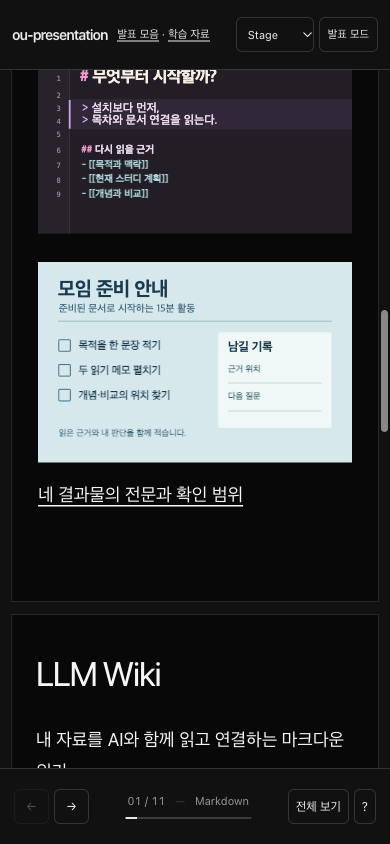 ou-presentation 발표 모음 · 학습 자료 Stage 발표 모드
1 # 무엇부터 시작할까?
2
3 > 설치보다 먼저,
4 > 목차와 문서 연결을 읽는다.
5
6 ## 다시 읽을 근거
7 - [[목적과 맥락]]
8 - [[현재 스터디 계획]]
9 - [[개념과 비교]]
모임 준비 안내
준비된 문서로 시작하는 15분 활동
목적을 한 문장 적기
두 읽기 메모 펼치기
개념·비교의 위치 찾기
남길 기록
근거 위치
다음 질문
읽은 근거와 내 판단을 함께 적습니다.
네 결과물의 전문과 확인 범위
LLM Wiki
내 자료를 AI와 함께 읽고 연결하는 마크다운
← → 01 / 11 — Markdown 전체 보기 ?